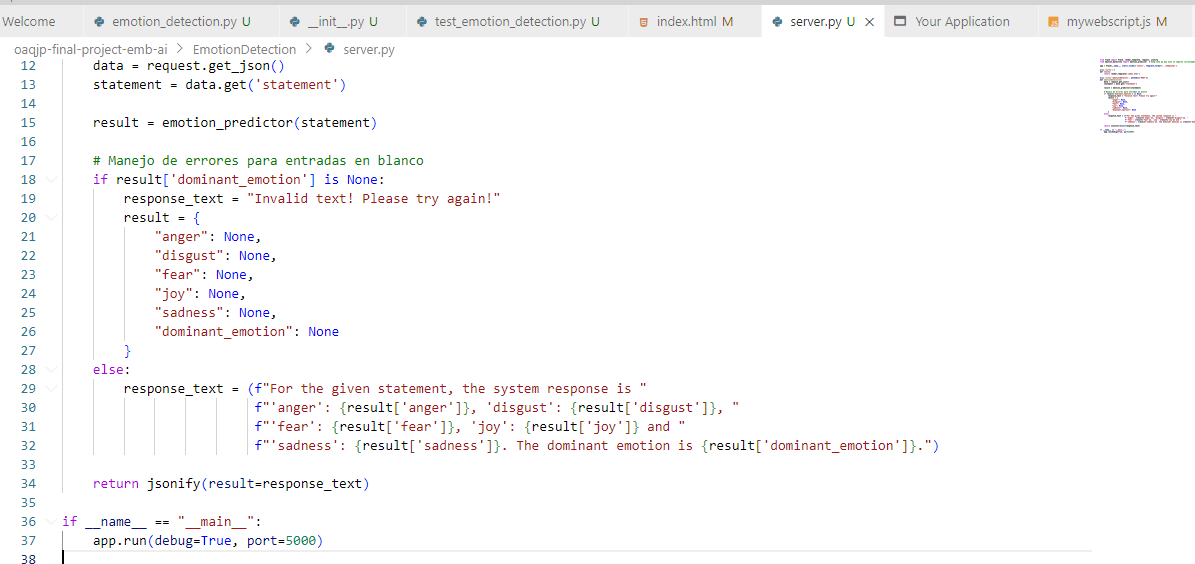 Welcome emotion_detection.py U __init__.py U test_emotion_detection.py U index.html M server.py U Your Application mywebscript.js M
oaqjp-final-project-emb-ai > EmotionDetection > server.py
12 data = request.get_json()
13 statement = data.get('statement')
14
15 result = emotion_predictor(statement)
16
17 # Manejo de errores para entradas en blanco
18 if result['dominant_emotion'] is None:
19 response_text = "Invalid text! Please try again!"
20 result = {
21 "anger": None,
22 "disgust": None,
23 "fear": None,
24 "joy": None,
25 "sadness": None,
26 "dominant_emotion": None
27 }
28 else:
29 response_text = (f"For the given statement, the system response is "
30 f"'anger': {result['anger']}, 'disgust': {result['disgust']}, "
31 f"'fear': {result['fear']}, 'joy': {result['joy']} and "
32 f"'sadness': {result['sadness']}. The dominant emotion is {result['dominant_emotion']}.")
33
34 return jsonify(result=response_text)
35
36 if __name__ == "__main__":
37 app.run(debug=True, port=5000)
38